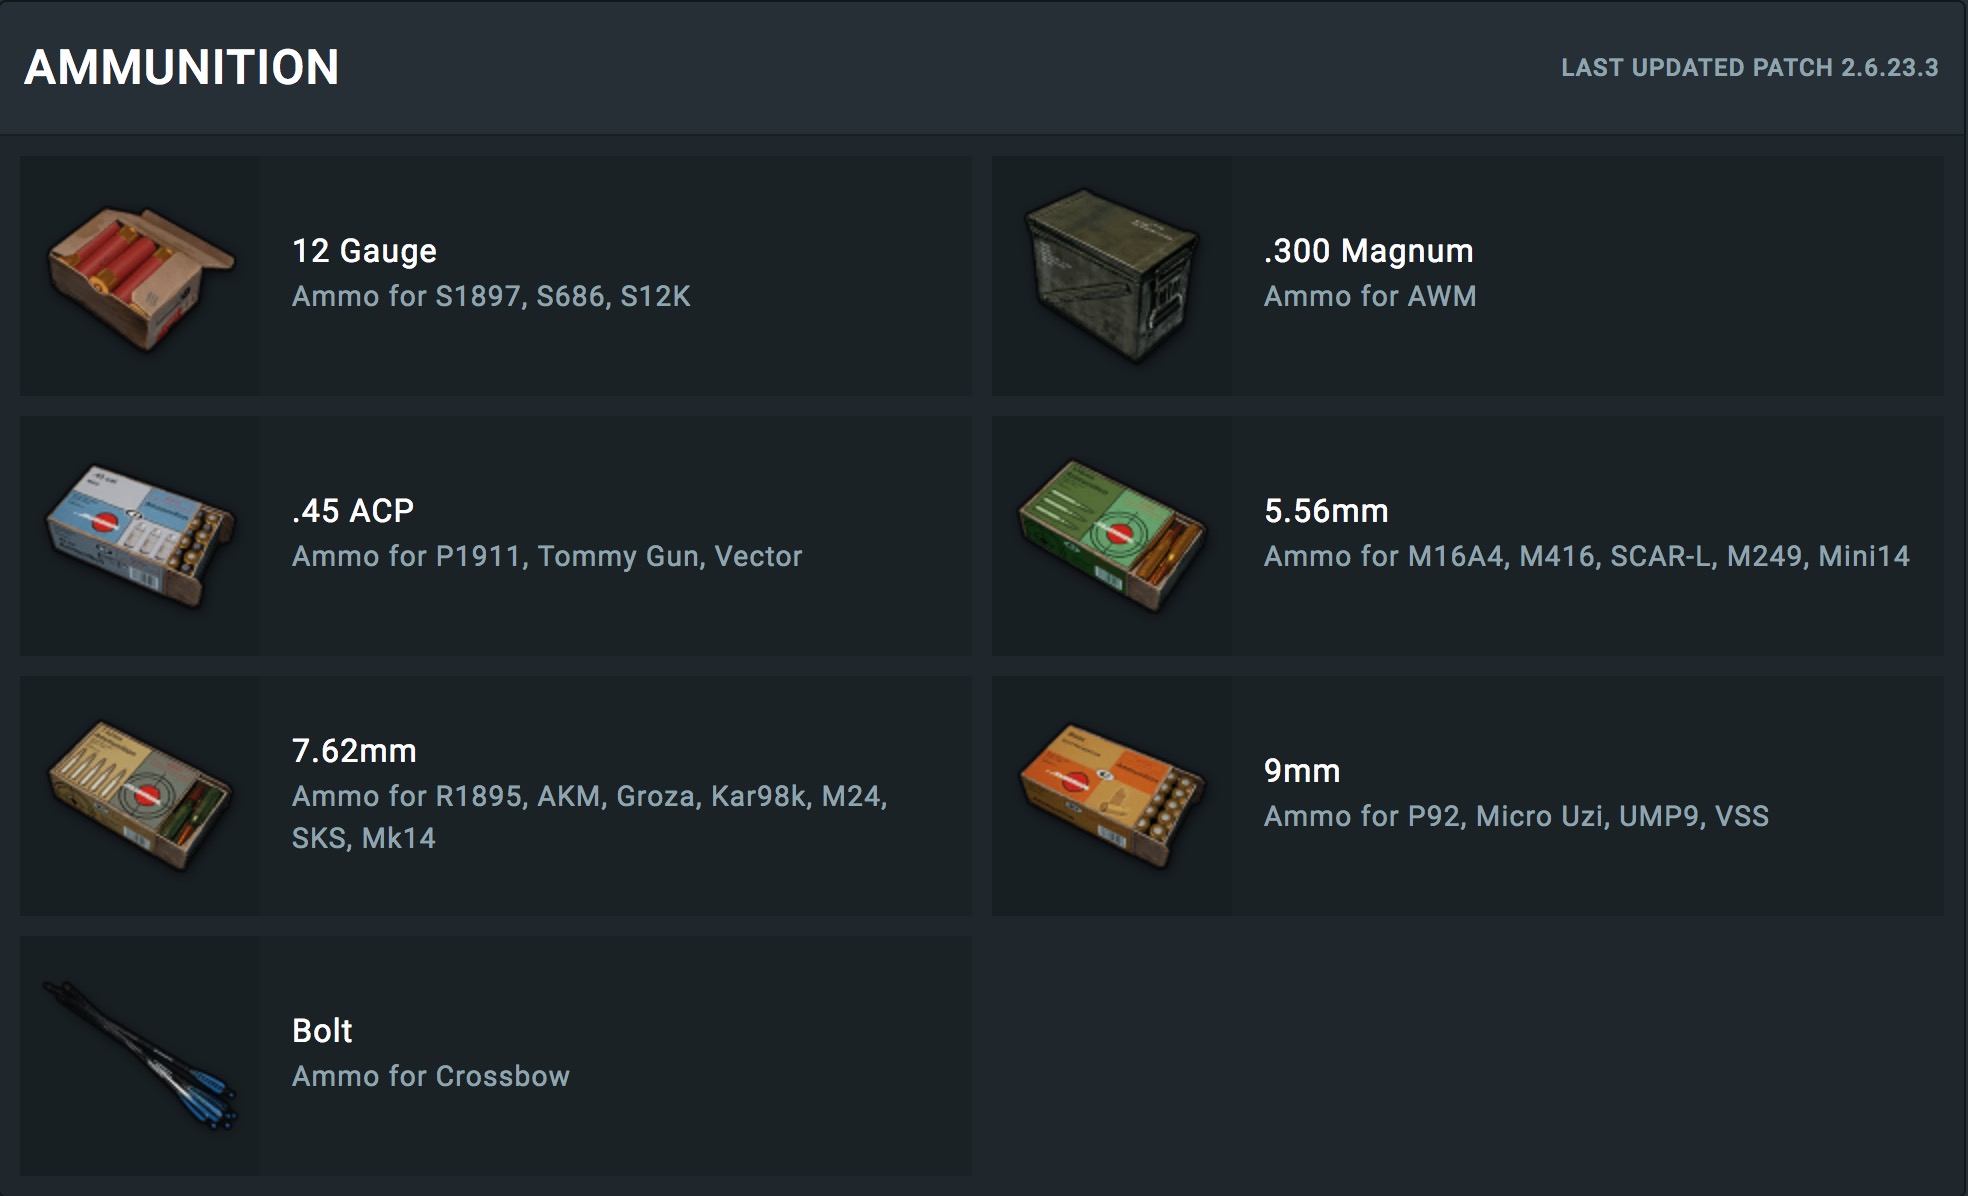 AMMUNITION
LAST UPDATED PATCH 2.6.23.3
12 Gauge
Ammo for S1897, S686, S12K
.300 Magnum
Ammo for AWM
.45 ACP
Ammo for P1911, Tommy Gun, Vector
5.56mm
Ammo for M16A4, M416, SCAR-L, M249, Mini14
7.62mm
Ammo for R1895, AKM, Groza, Kar98k, M24,
SKS, Mk14
9mm
Ammo for P92, Micro Uzi, UMP9, VSS
Bolt
Ammo for Crossbow